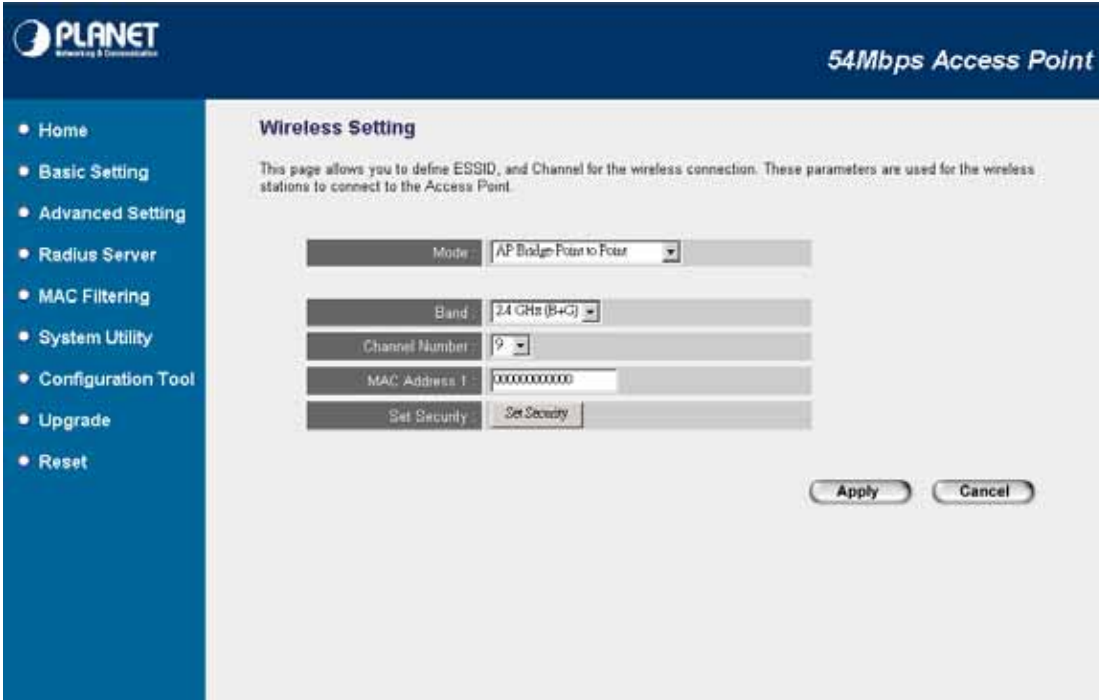 PLANET
Networking & Communication
54Mbps Access Point
Home
Basic Setting
Advanced Setting
Radius Server
MAC Filtering
System Utility
Configuration Tool
Upgrade
Reset
Wireless Setting
This page allows you to define ESSID, and Channel for the wireless connection. These parameters are used for the wireless
stations to connect to the Access Point.
Mode : AP Bridge-Point to Point
Band : 2.4 GHz (B+G)
Channel Number : 9
MAC Address 1 : 000000000000
Set Security : Set Security
Apply Cancel